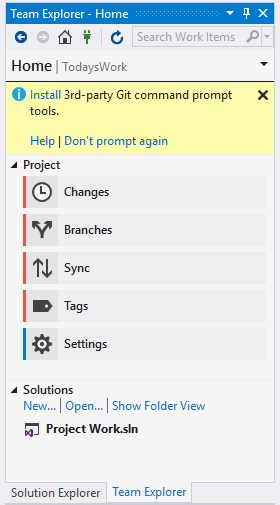 Team Explorer - Home
Search Work Items
Home | TodaysWork
Install 3rd-party Git command prompt
tools.
Help | Don't prompt again
Project
Changes
Branches
Sync
Tags
Settings
Solutions
New... | Open... | Show Folder View
Project Work.sln
Solution Explorer Team Explorer